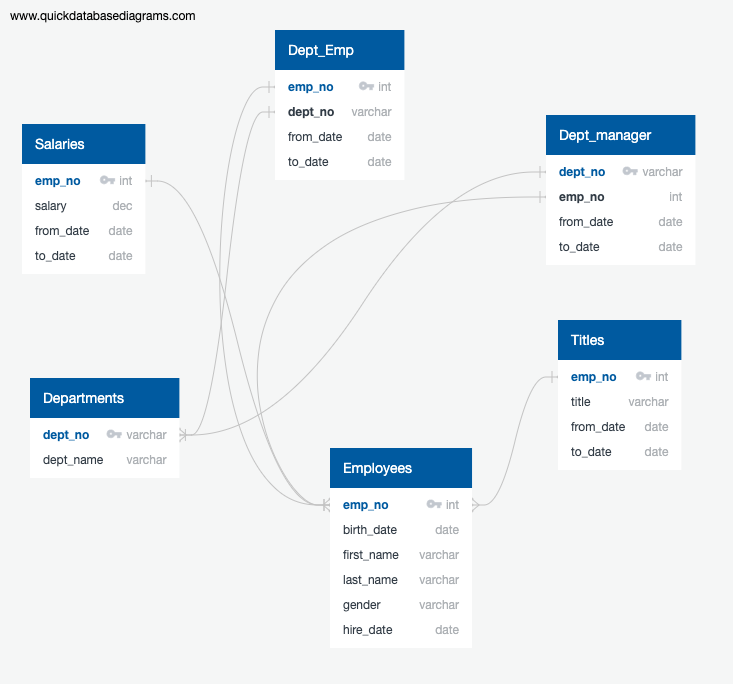 www.quickdatabasediagrams.com
Dept_Emp
emp_no int
dept_no varchar
from_date date
to_date date
Salaries
emp_no int
salary dec
from_date date
to_date date
Dept_manager
dept_no varchar
emp_no int
from_date date
to_date date
Titles
emp_no int
title varchar
from_date date
to_date date
Departments
dept_no varchar
dept_name varchar
Employees
emp_no int
birth_date date
first_name varchar
last_name varchar
gender varchar
hire_date date